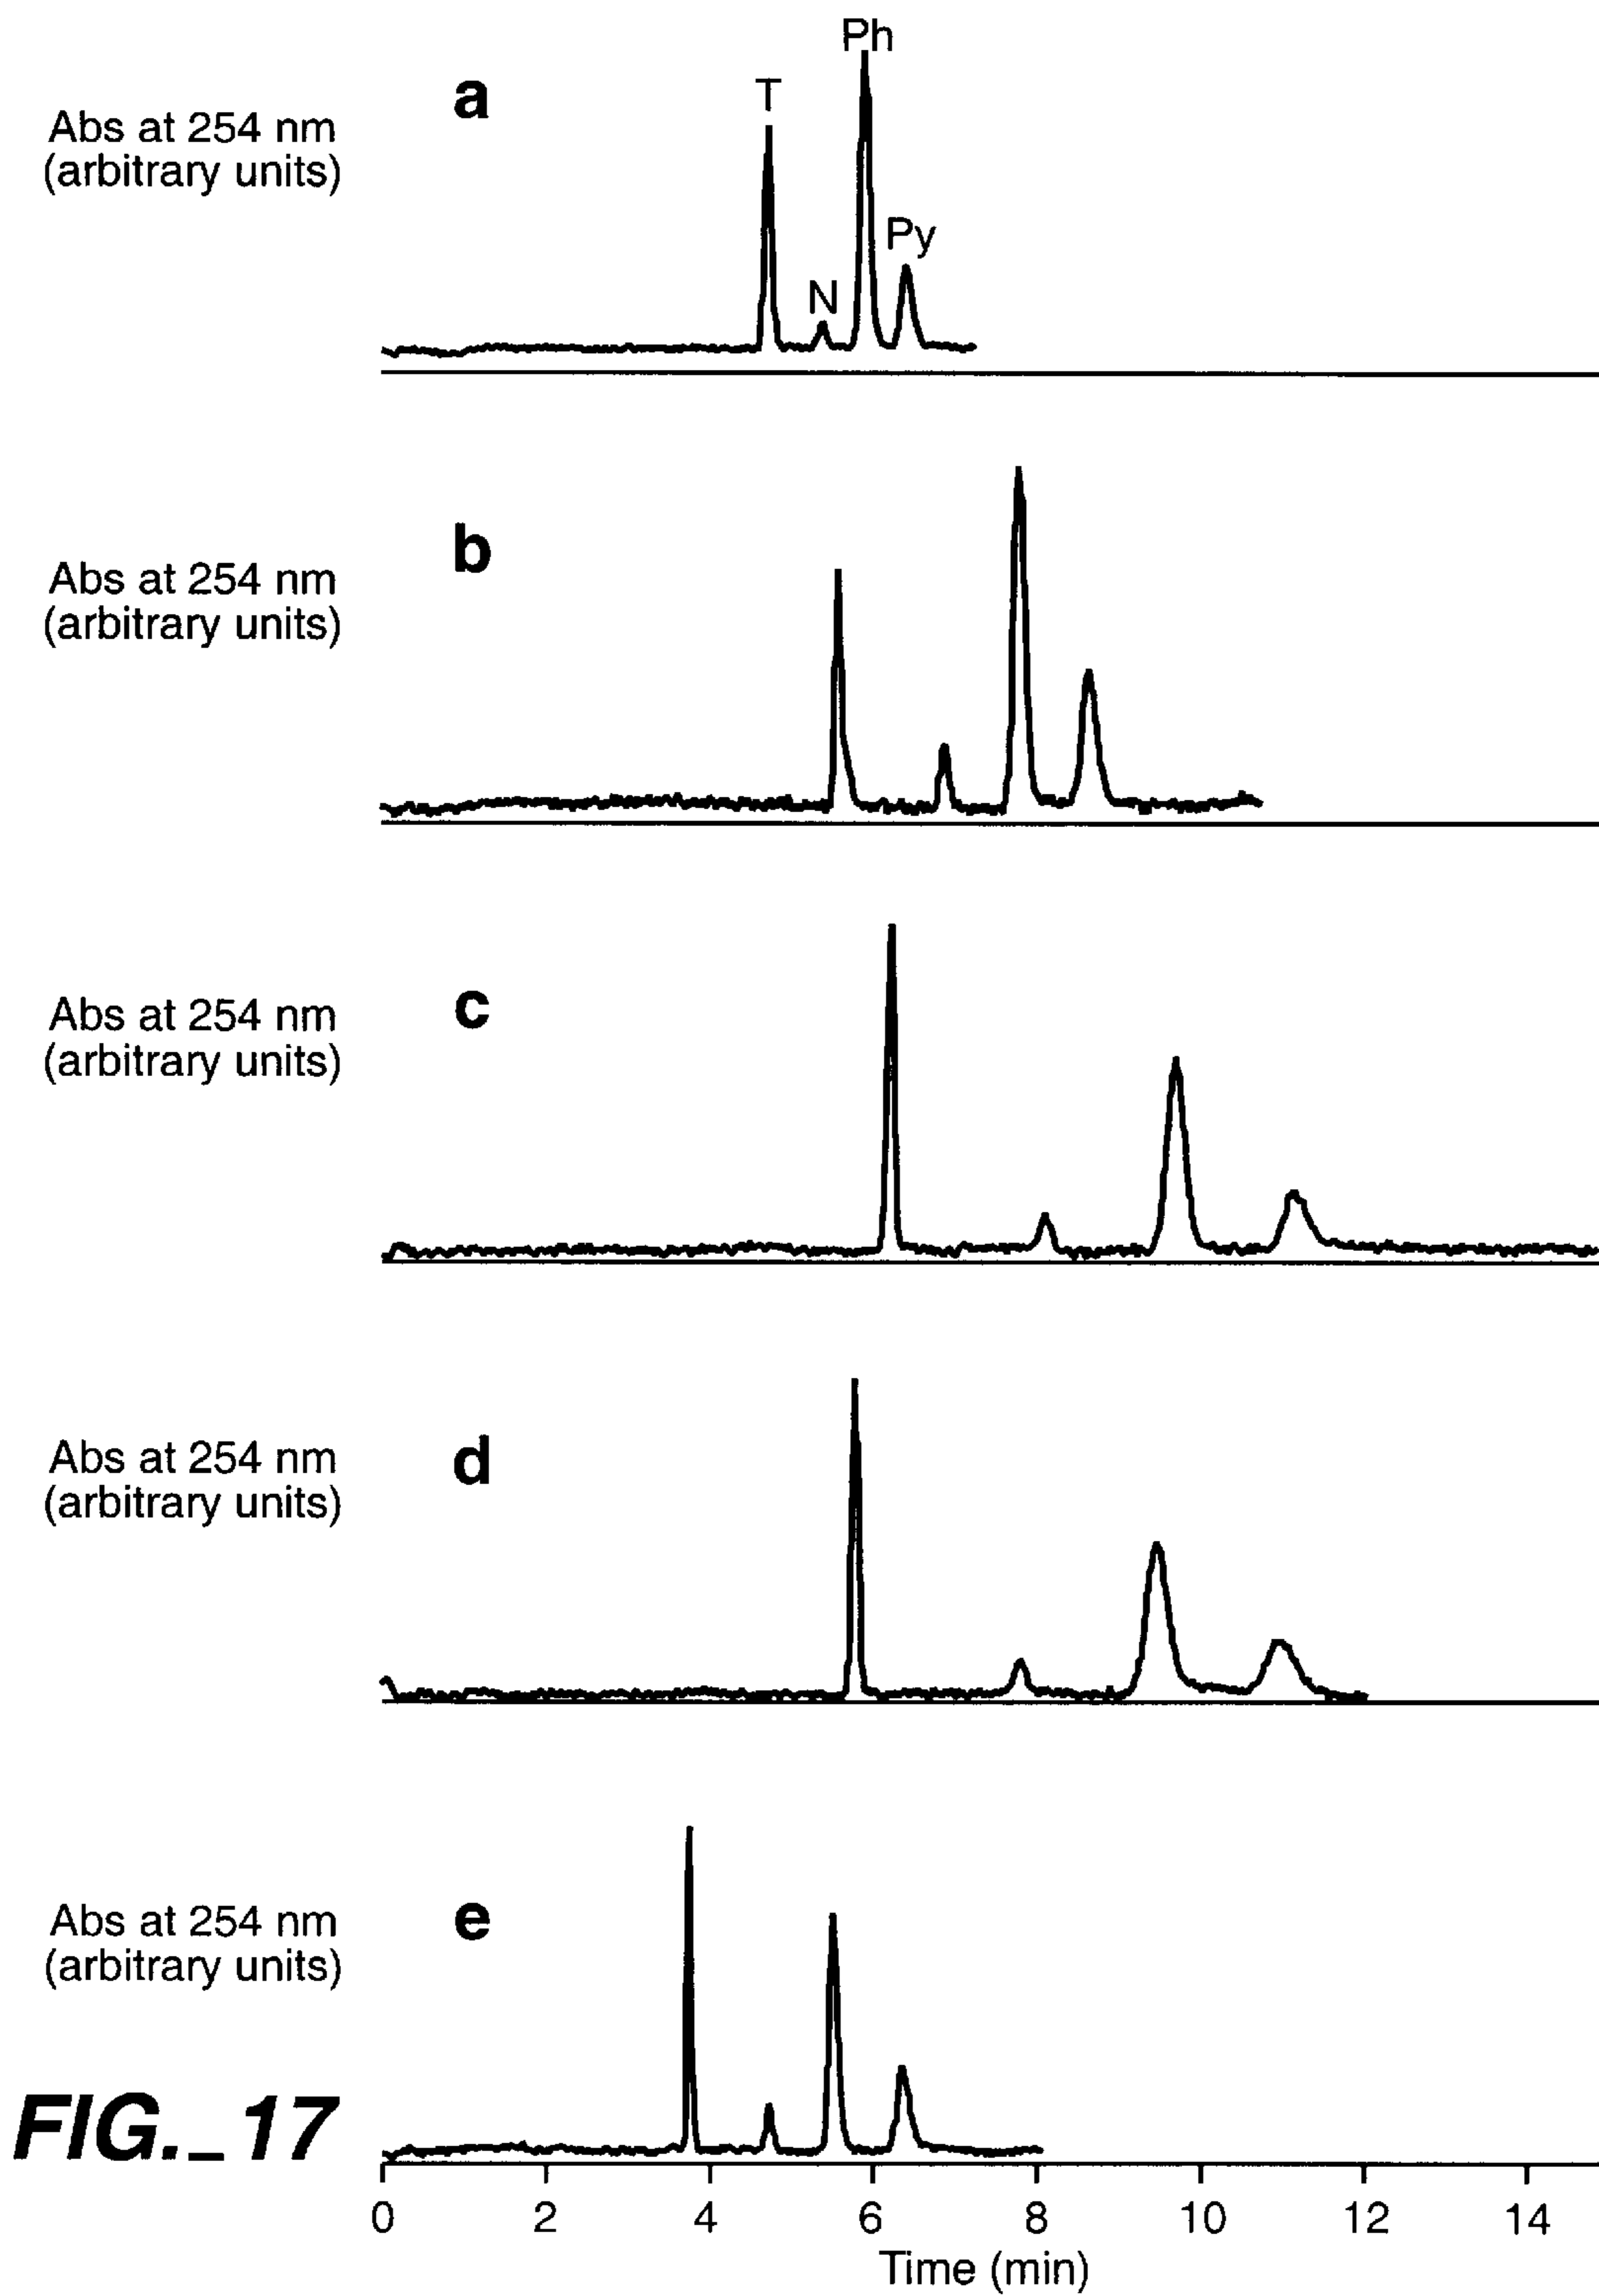 Ph
T
a
Abs at 254 nm
(arbitrary units)
Py
N
b
Abs at 254 nm
(arbitrary units)
c
Abs at 254 nm
(arbitrary units)
d
Abs at 254 nm
(arbitrary units)
e
Abs at 254 nm
(arbitrary units)
FIG._17
0 2 4 6 8 10 12 14
Time (min)